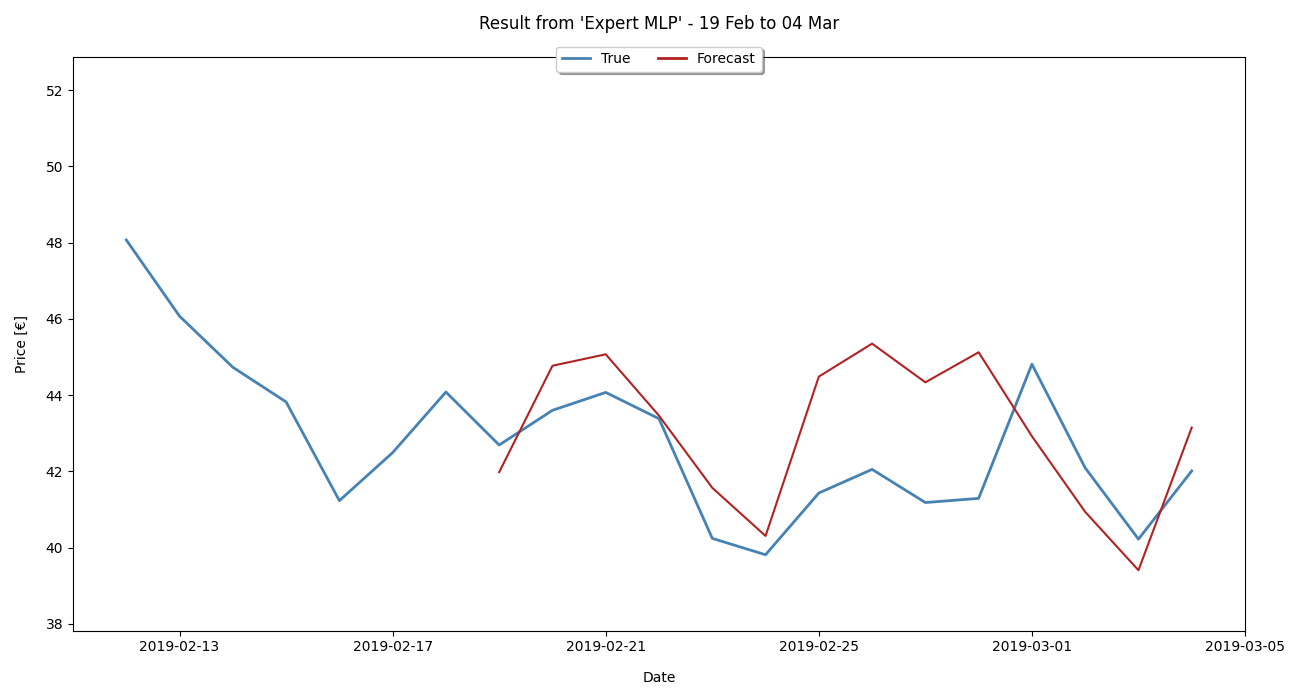 Result from 'Expert MLP' - 19 Feb to 04 Mar
True Forecast
52
50
48
46
44
42
40
38
Price [€]
2019-02-13 2019-02-17 2019-02-21 2019-02-25 2019-03-01 2019-03-05
Date